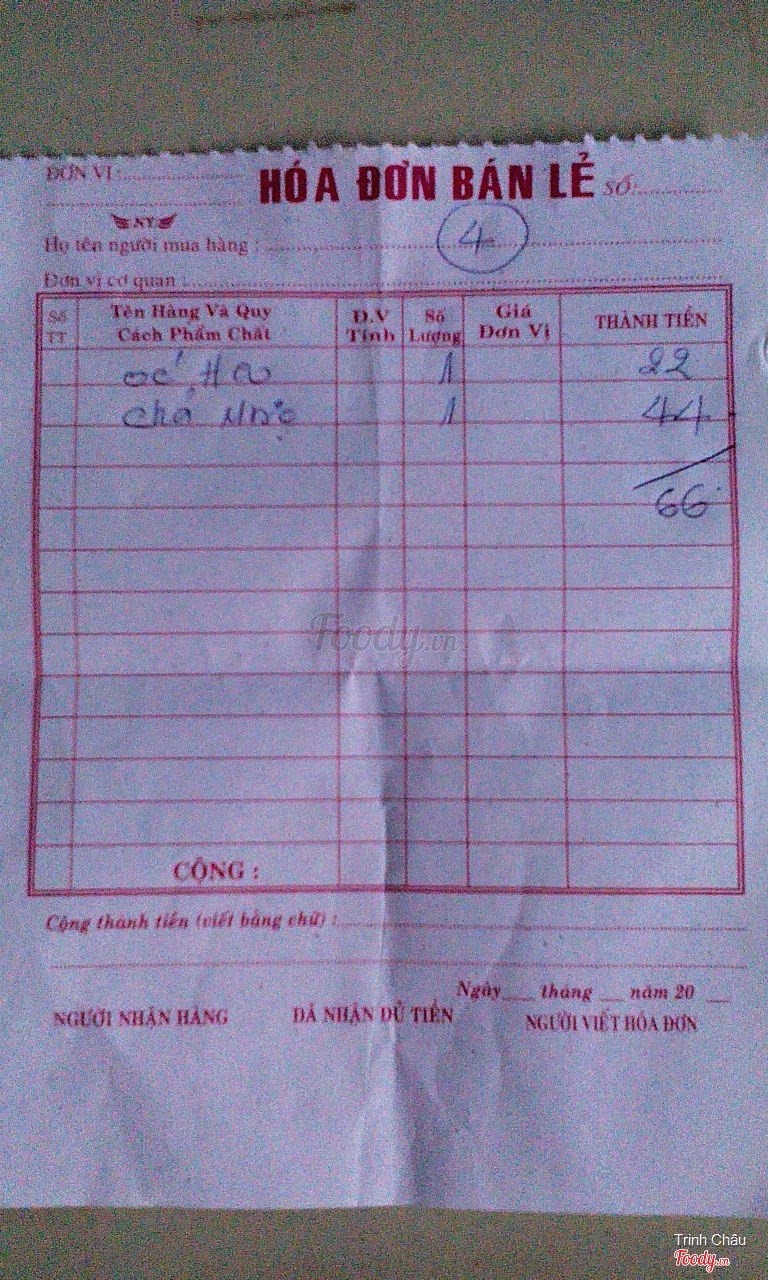 ĐƠN VỊ :
HÓA ĐƠN BÁN LẺ SỐ:
NY
Họ tên người mua hàng : 4
Đơn vị cơ quan :
Số TT
Tên Hàng Và Quy Cách Phẩm Chất
Đ.V Tính
Số Lượng
Giá Đơn Vị
THÀNH TIỀN
ốc 1 22
chả 1 44
66
Foody.vn
CỘNG :
Cộng thành tiền (viết bằng chữ) :
Ngày tháng năm 20
NGƯỜI NHẬN HÀNG ĐÃ NHẬN ĐỦ TIỀN NGƯỜI VIẾT HÓA ĐƠN
Trinh Châu
Foody.vn